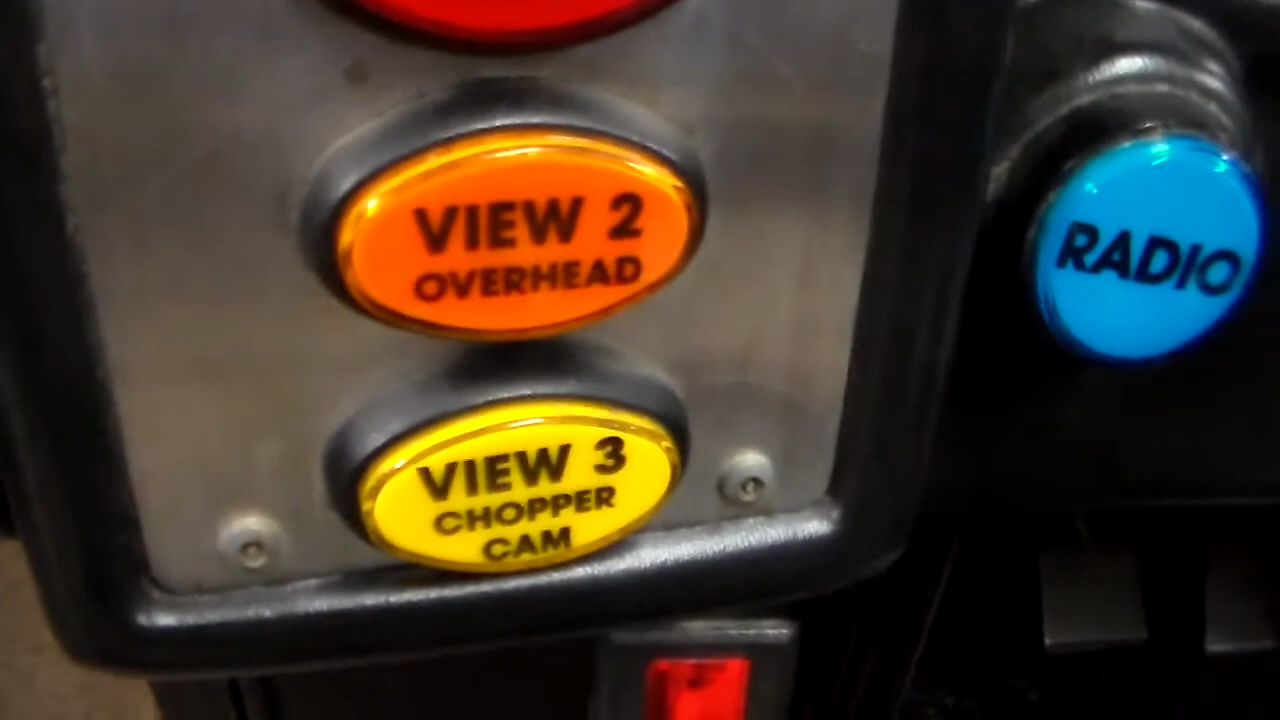 VIEW 2
OVERHEAD
RADIO
VIEW 3
CHOPPER
CAM